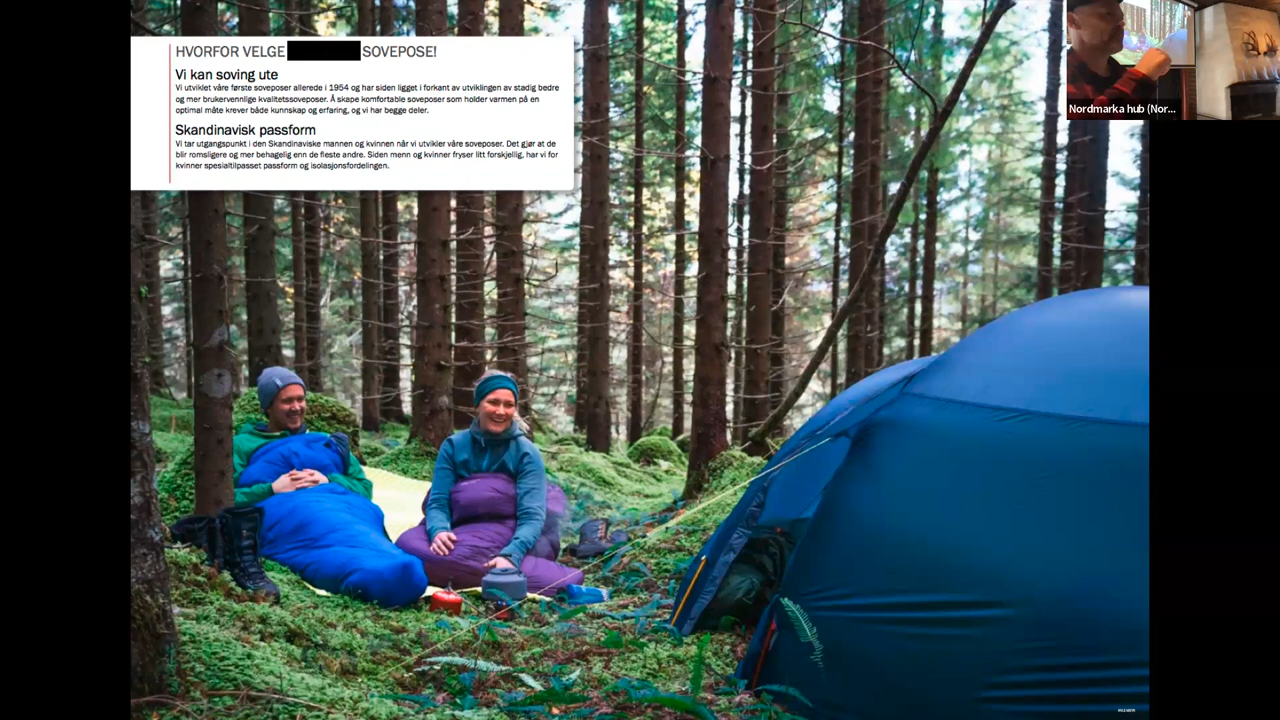 HVORFOR VELGE SOVEPOSE!
Vi kan soving ute
Vi utviklet våre første soveposer allerede i 1954 og har siden ligget i forkant av utviklingen av stadig bedre
og mer brukervennlige kvalitetssoveposer. Å skape komfortable soveposer som holder varmen på en
optimal måte krever både kunnskap og erfaring, og vi har begge deler.
Skandinavisk passform
Vi tar utgangspunkt i den Skandinaviske mannen og kvinnen når vi utvikler våre soveposer. Det gjør at de
blir romsligere og mer behagelig enn de fleste andre. Siden menn og kvinner fryser litt forskjellig, har vi for
kvinner spesialtilpasset passform og isolasjonsfordelingen.
Nordmarka hub (Nor...